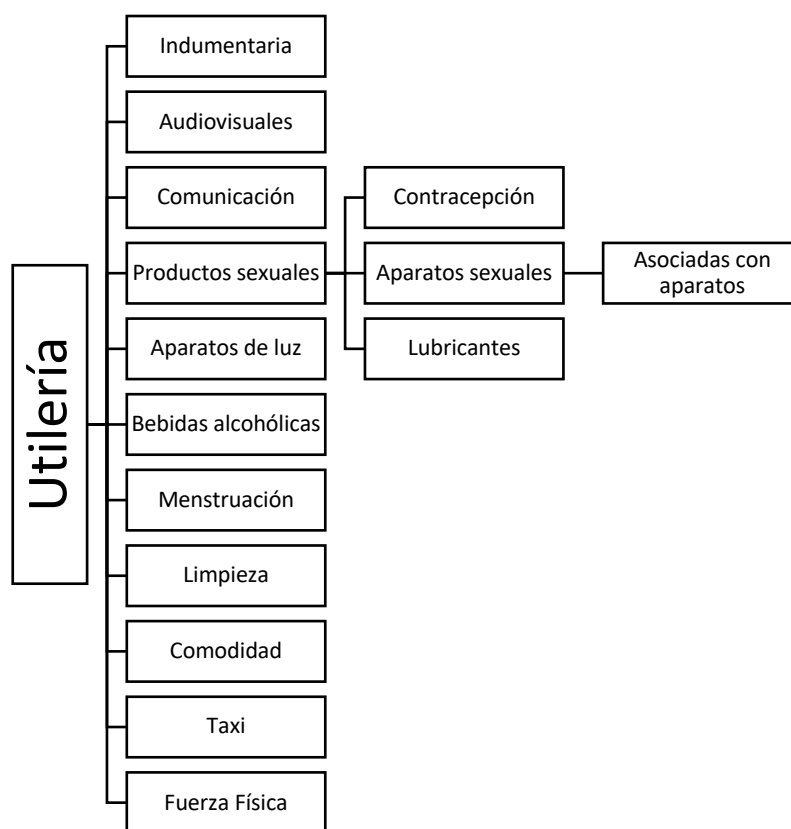 Utilería
Indumentaria
Audiovisuales
Comunicación
Productos sexuales
Contracepción
Aparatos sexuales
Asociadas con
aparatos
Lubricantes
Aparatos de luz
Bebidas alcohólicas
Menstruación
Limpieza
Comodidad
Taxi
Fuerza Física